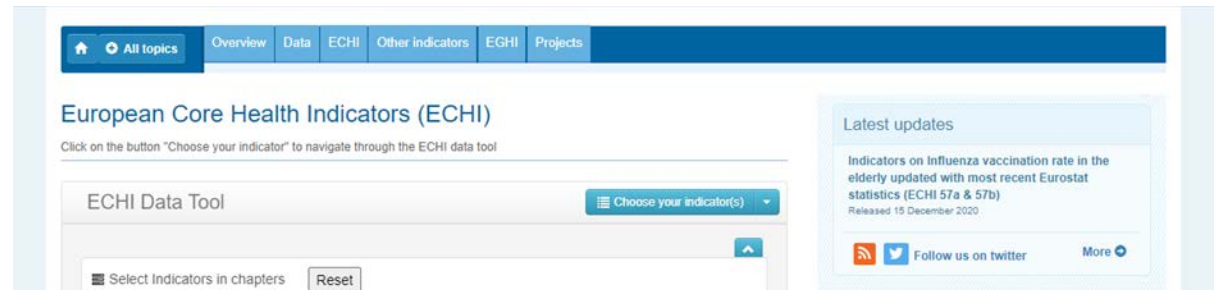 All topics Overview Data ECHI Other indicators EGHI Projects
European Core Health Indicators (ECHI)
Click on the button "Choose your indicator" to navigate through the ECHI data tool
ECHI Data Tool
Choose your indicator(s)
Select Indicators in chapters Reset
Latest updates
Indicators on Influenza vaccination rate in the
elderly updated with most recent Eurostat
statistics (ECHI 57a & 57b)
Released 15 December 2020
Follow us on twitter More